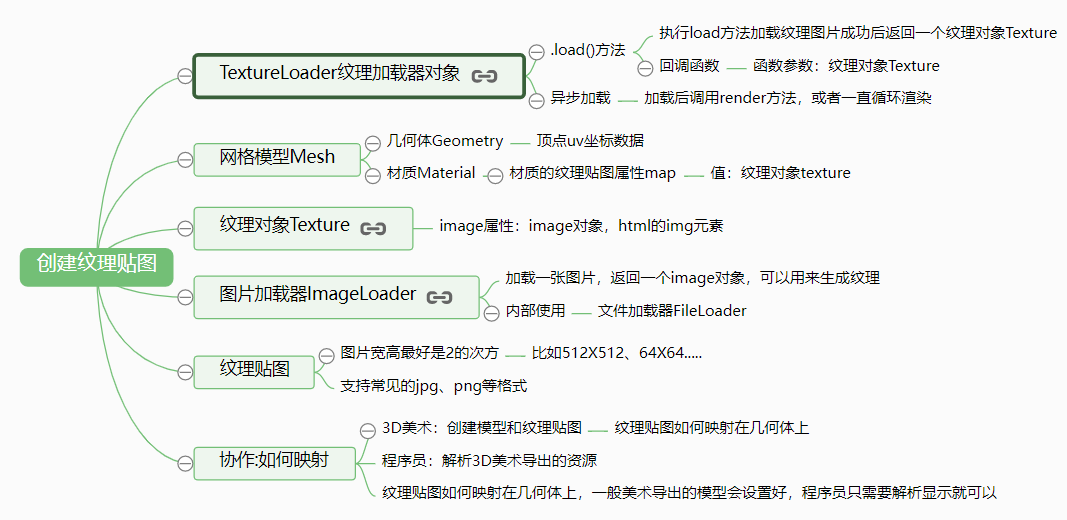 创建纹理贴图
TextureLoader纹理加载器对象
.load()方法
执行load方法加载纹理图片成功后返回一个纹理对象Texture
回调函数
函数参数：纹理对象Texture
异步加载
加载后调用render方法，或者一直循环渲染
网格模型Mesh
几何体Geometry
顶点uv坐标数据
材质Material
材质的纹理贴图属性map
值：纹理对象texture
纹理对象Texture
image属性：image对象，html的img元素
图片加载器ImageLoader
加载一张图片，返回一个image对象，可以用来生成纹理
内部使用
文件加载器FileLoader
纹理贴图
图片宽高最好是2的次方
比如512X512、64X64.....
支持常见的jpg、png等格式
协作:如何映射
3D美术：创建模型和纹理贴图
纹理贴图如何映射在几何体上
程序员：解析3D美术导出的资源
纹理贴图如何映射在几何体上，一般美术导出的模型会设置好，程序员只需要解析显示就可以